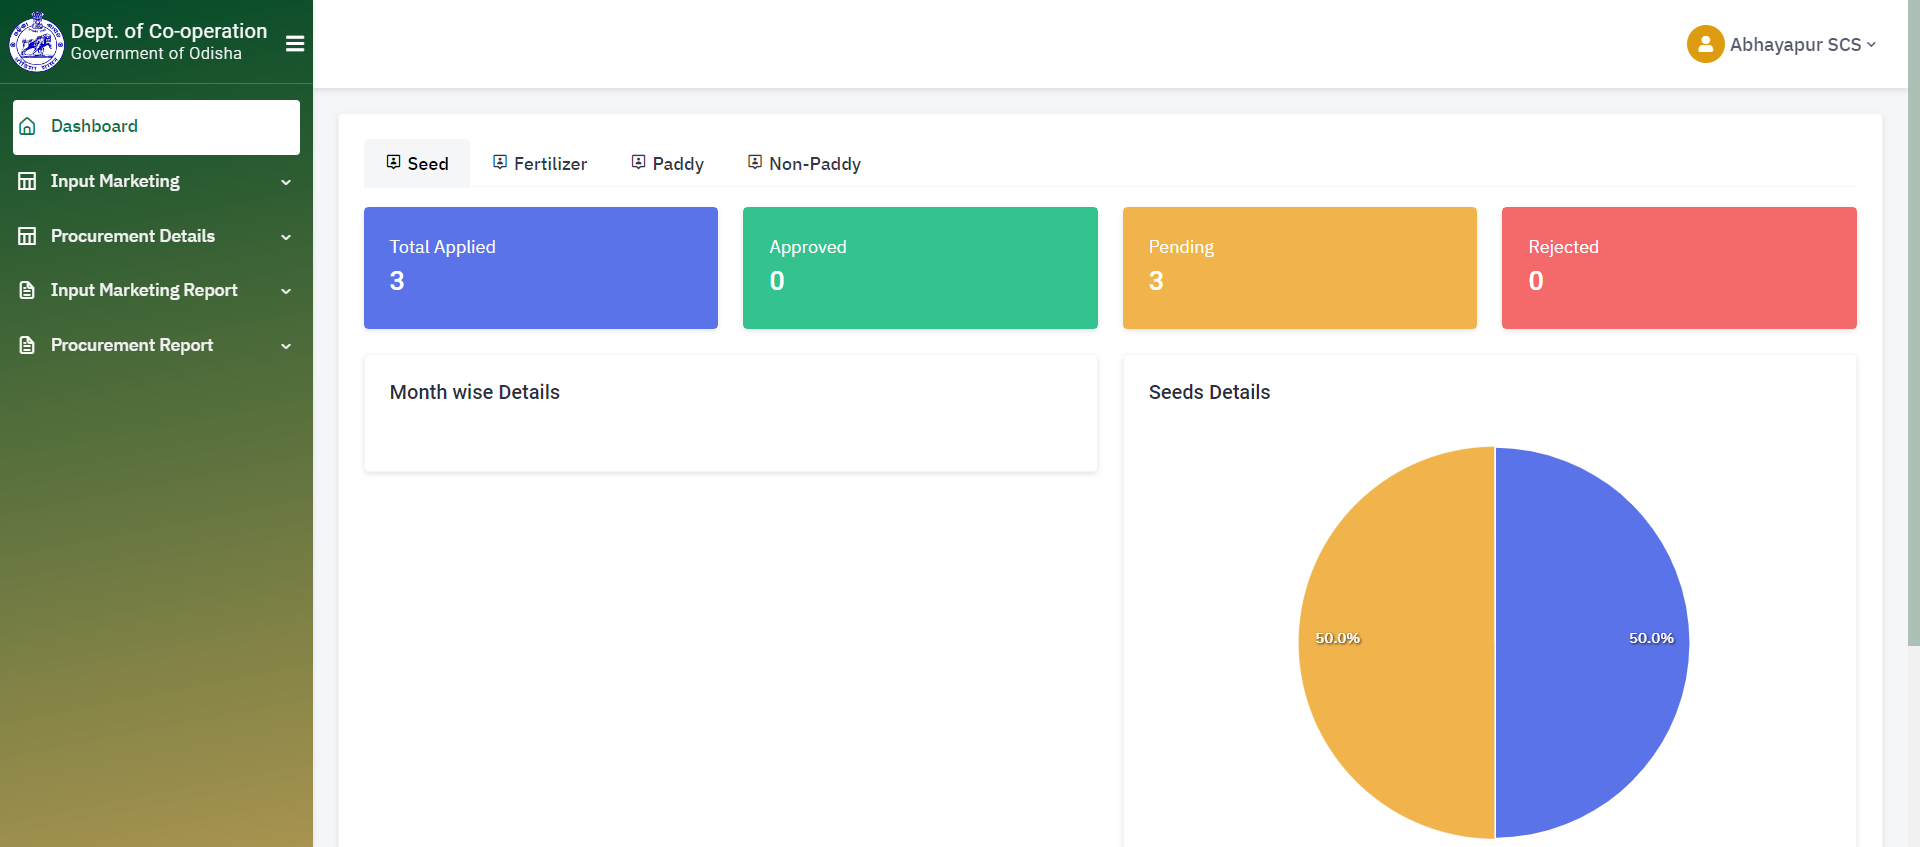 Dept. of Co-operation
Government of Odisha
Abhayapur SCS
Dashboard
Input Marketing
Procurement Details
Input Marketing Report
Procurement Report
Seed
Fertilizer
Paddy
Non-Paddy
Total Applied
3
Approved
0
Pending
3
Rejected
0
Month wise Details
Seeds Details
50.0%
50.0%